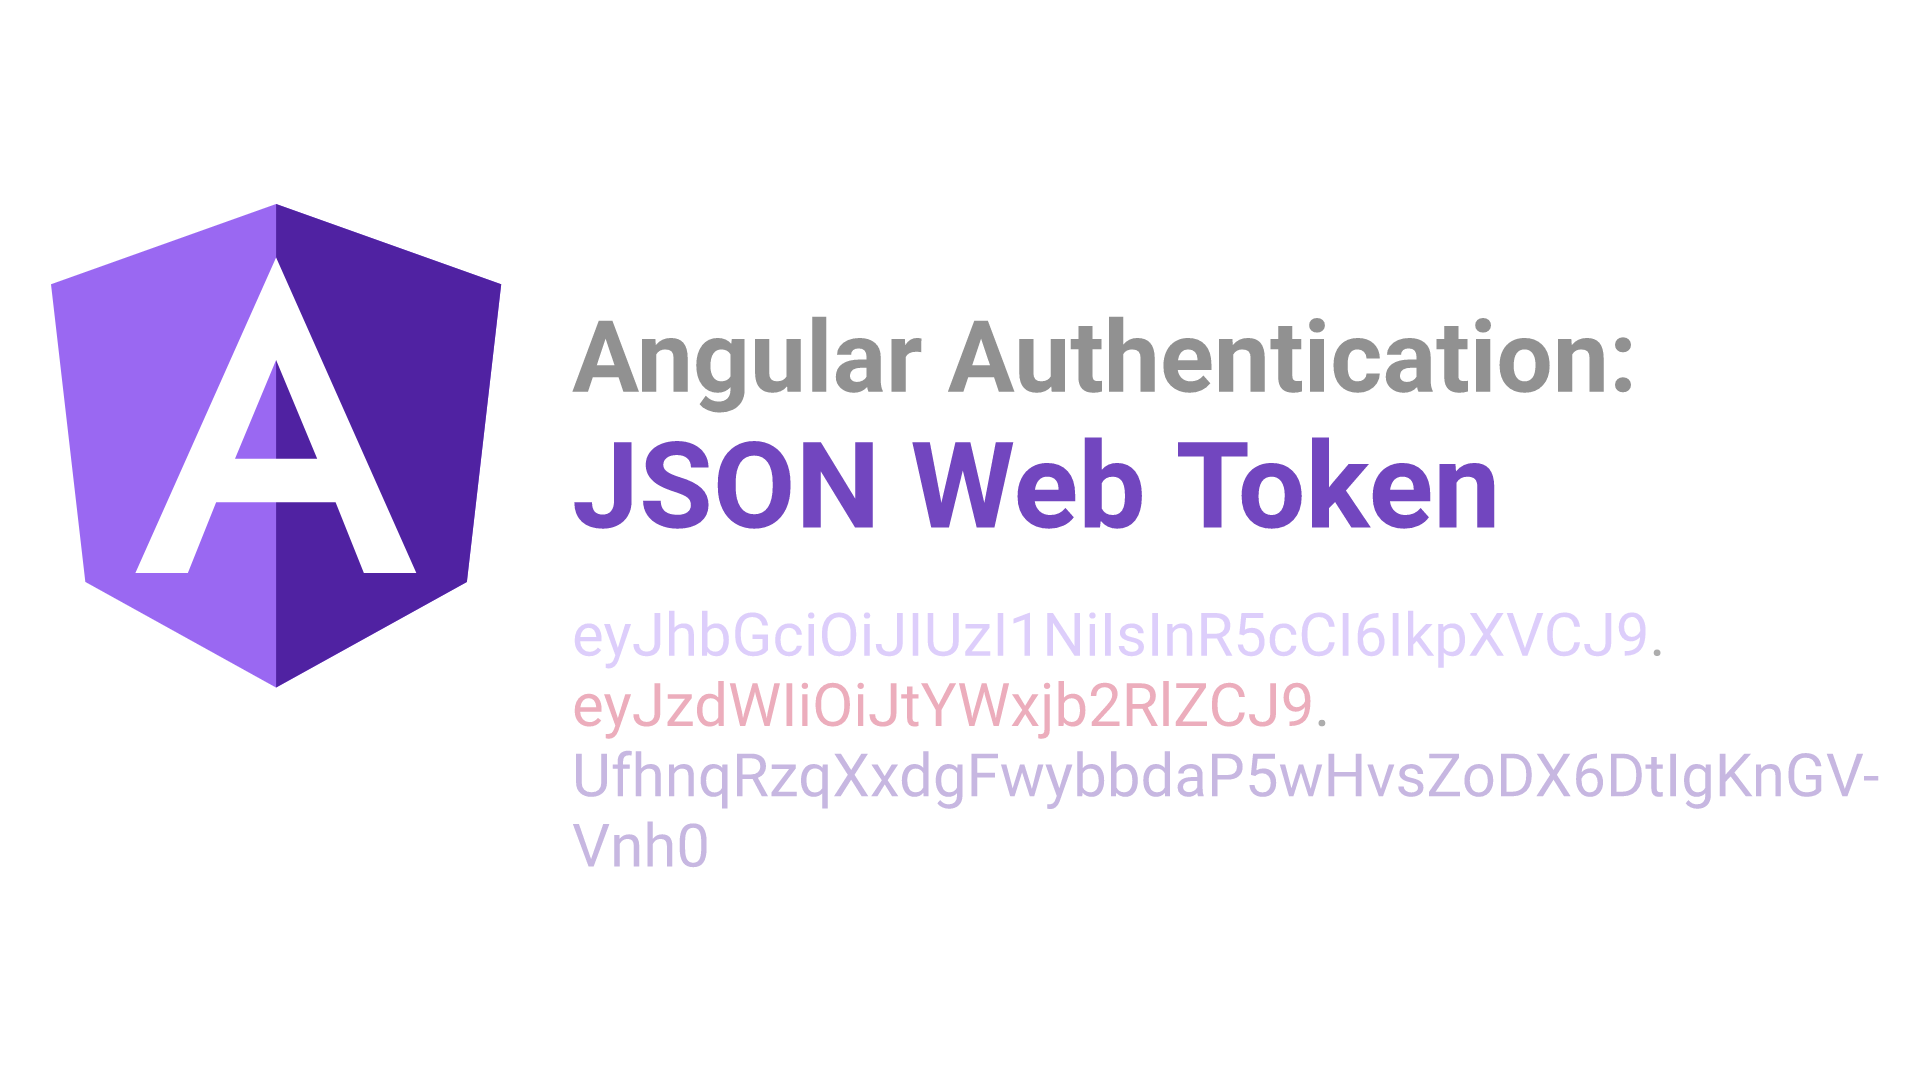 A
Angular Authentication:
JSON Web Token
eyJhbGciOiJIUzI1NiIsInR5cCI6IkpXVCJ9.
eyJzdWIiOiJtYWxjb2RlZCJ9.
UfhnqRzqXxdgFwybbdaP5wHvsZoDX6DtIgKnGV-
Vnh0